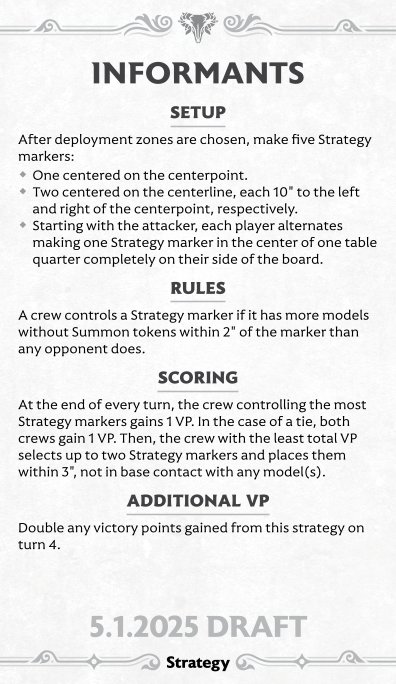 INFORMANTS
SETUP
After deployment zones are chosen, make five Strategy
markers:
One centered on the centerpoint.
Two centered on the centerline, each 10" to the left
and right of the centerpoint, respectively.
Starting with the attacker, each player alternates
making one Strategy marker in the center of one table
quarter completely on their side of the board.
RULES
A crew controls a Strategy marker if it has more models
without Summon tokens within 2" of the marker than
any opponent does.
SCORING
At the end of every turn, the crew controlling the most
Strategy markers gains 1 VP. In the case of a tie, both
crews gain 1 VP. Then, the crew with the least total VP
selects up to two Strategy markers and places them
within 3", not in base contact with any model(s).
ADDITIONAL VP
Double any victory points gained from this strategy on
turn 4.
5.1.2025 DRAFT
Strategy